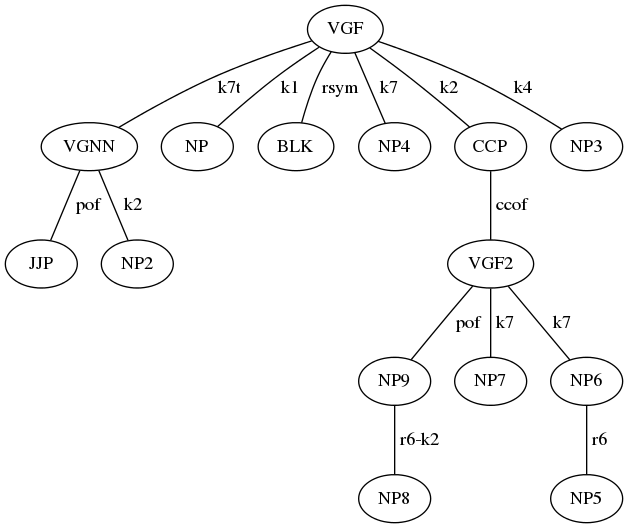 VGF
k7t k1 rsym k7 k2 k4
VGNN NP BLK NP4 CCP NP3
pof k2 ccof
JJP NP2 VGF2
pof k7 k7
NP9 NP7 NP6
r6-k2 r6
NP8 NP5